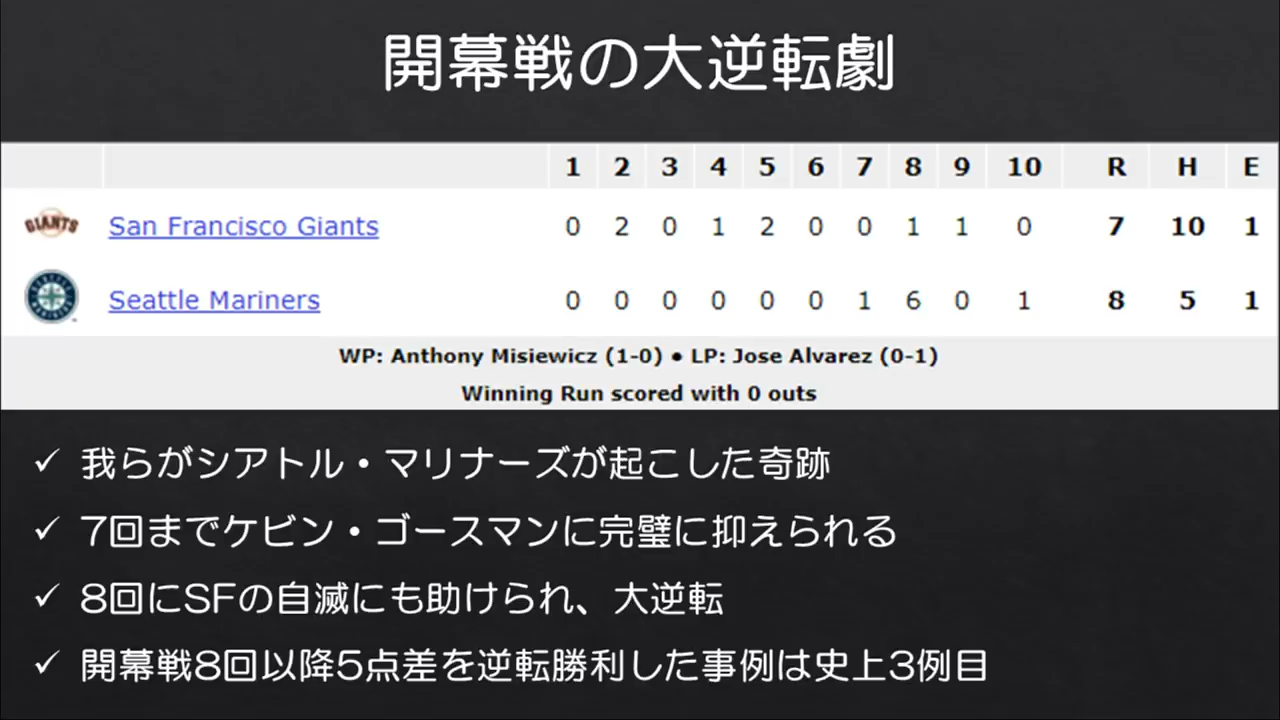 開幕戦の大逆転劇
1 2 3 4 5 6 7 8 9 10 R H E
GIANTS San Francisco Giants 0 2 0 1 2 0 0 1 1 0 7 10 1
Seattle Mariners 0 0 0 0 0 0 1 6 0 1 8 5 1
WP: Anthony Misiewicz (1-0) ● LP: Jose Alvarez (0-1)
Winning Run scored with 0 outs
✓ 我らがシアトル・マリナーズが起こした奇跡
✓ 7回までケビン・ゴースマンに完璧に抑えられる
✓ 8回にSFの自滅にも助けられ、大逆転
✓ 開幕戦8回以降5点差を逆転勝利した事例は史上3例目